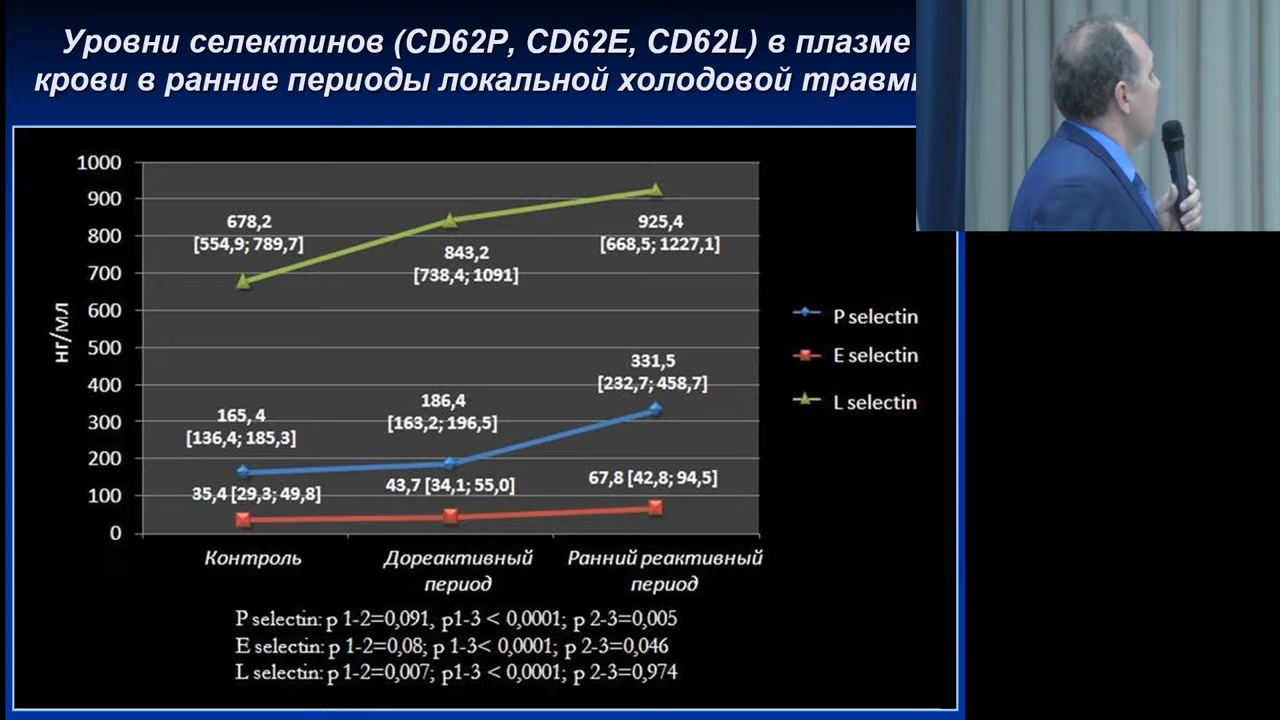 Уровни селектинов (CD62P, CD62E, CD62L) в плазме
крови в ранние периоды локальной холодовой
1000
900
800
700
600
500
400
300
200
100
0
нг/мл
678,2
[554,9; 789,7]
843,2
[738,4; 1091]
925,4
[668,5; 1227,1]
165, 4
[136,4; 185,3]
186,4
[163,2; 196,5]
331,5
[232,7; 458,7]
35,4 [29,3; 49,8]
43,7 [34,1; 55,0]
67,8 [42,8; 94,5]
P selectin
E selectin
L selectin
Контроль
Дореактивный
период
Ранний реактивный
период
P selectin: p 1-2=0,091, p1-3 < 0,0001; p 2-3=0,005
E selectin: p 1-2=0,08; p 1-3< 0,0001; p 2-3=0,046
L selectin: p 1-2=0,007; p1-3 < 0,0001; p 2-3=0,974